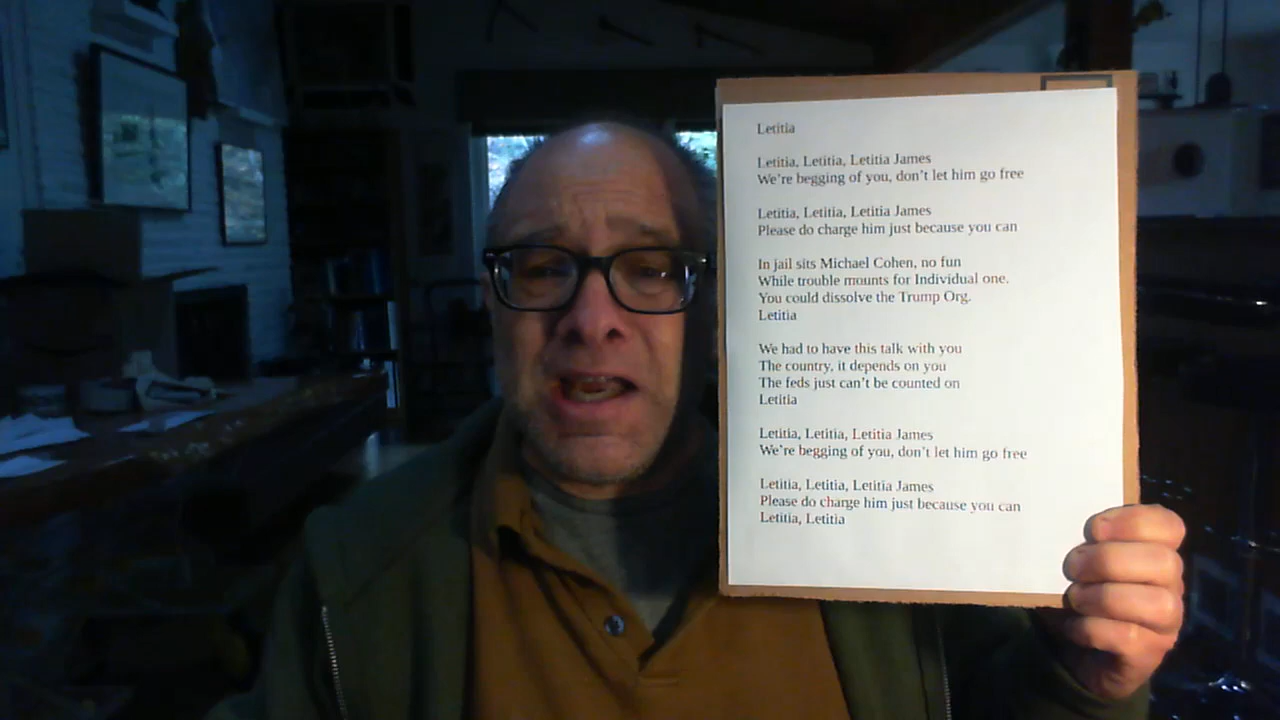 Letitia
Letitia, Letitia, Letitia James
We're begging of you, don't let him go free
Letitia, Letitia, Letitia James
Please do charge him just because you can
In jail sits Michael Cohen, no fun
While trouble mounts for Individual one.
You could dissolve the Trump Org.
Letitia
We had to have this talk with you
The country, it depends on you
The feds just can't be counted on
Letitia
Letitia, Letitia, Letitia James
We're begging of you, don't let him go free
Letitia, Letitia, Letitia James
Please do charge him just because you can
Letitia, Letitia